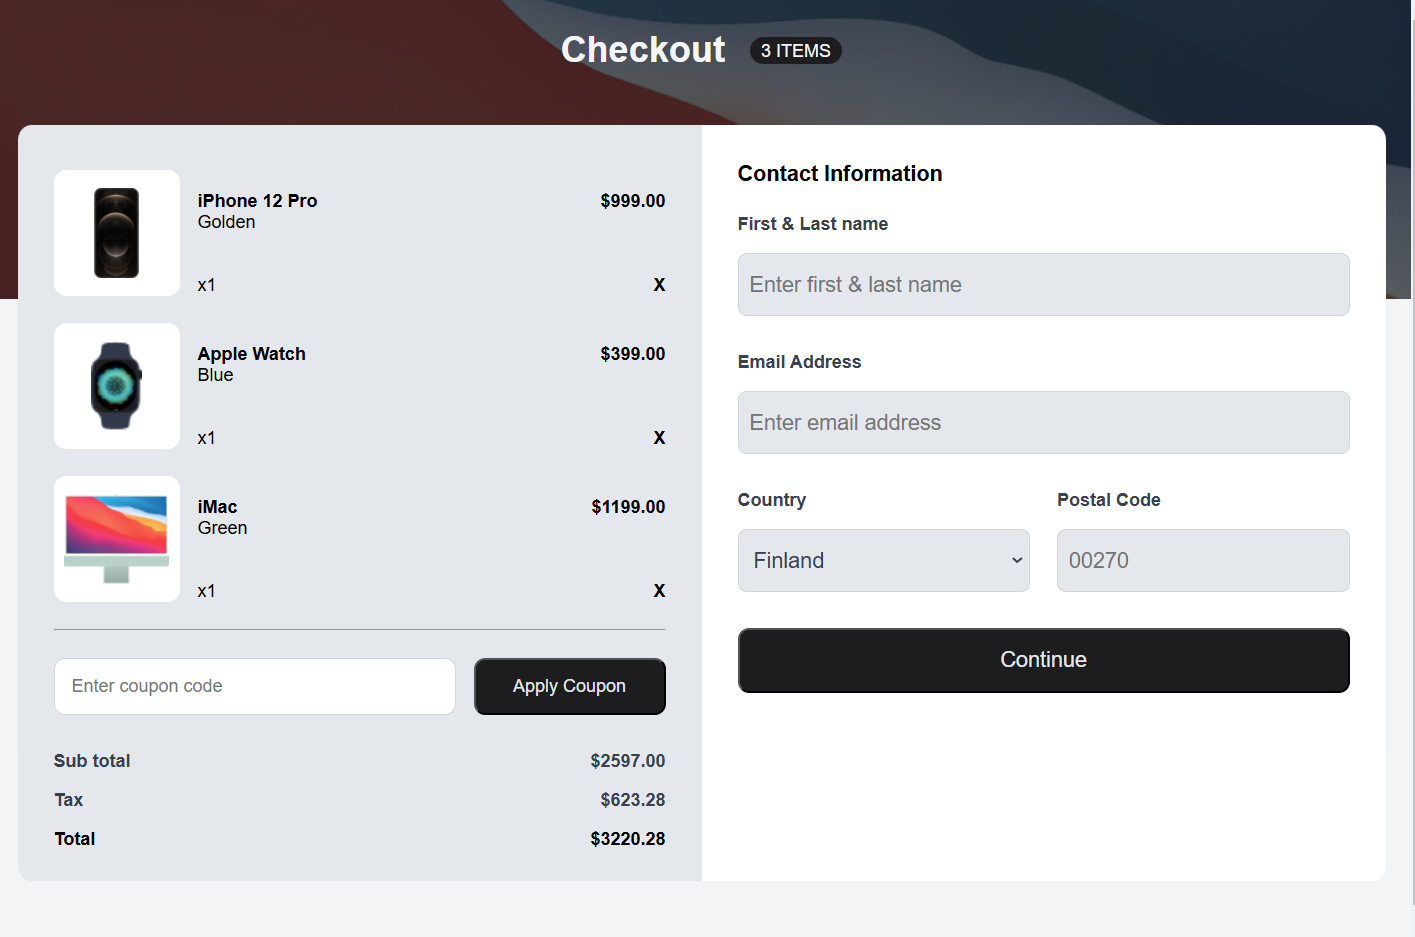 Checkout 3 ITEMS
iPhone 12 Pro $999.00
Golden
x1 X
Apple Watch $399.00
Blue
x1 X
iMac $1199.00
Green
x1 X
Enter coupon code Apply Coupon
Sub total $2597.00
Tax $623.28
Total $3220.28
Contact Information
First & Last name
Enter first & last name
Email Address
Enter email address
Country Postal Code
Finland 00270
Continue